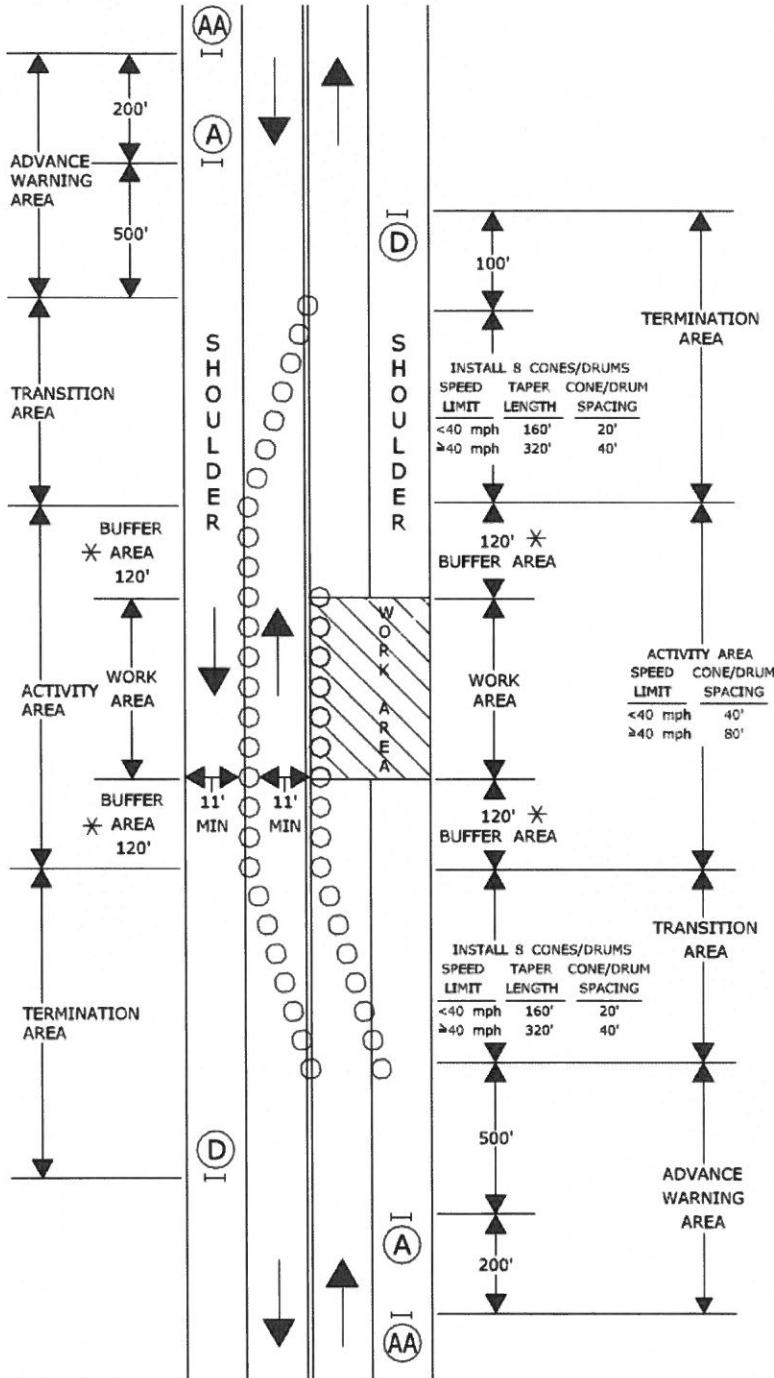 AA
200'
A
ADVANCE
WARNING
AREA
500'
D
100'
TERMINATION
AREA
SHOULDER
SHOULDER
INSTALL 8 CONES/DRUMS
SPEED TAPER CONE/DRUM
LIMIT LENGTH SPACING
<40 mph 160' 20'
≥40 mph 320' 40'
TRANSITION
AREA
BUFFER
* AREA
120'
120' *
BUFFER AREA
WORK AREA
WORK
AREA
ACTIVITY
AREA
WORK
AREA
ACTIVITY AREA
SPEED CONE/DRUM
LIMIT SPACING
<40 mph 40'
≥40 mph 80'
BUFFER
* AREA
120'
11'
MIN
11'
MIN
120' *
BUFFER AREA
TRANSITION
AREA
INSTALL 8 CONES/DRUMS
SPEED TAPER CONE/DRUM
LIMIT LENGTH SPACING
<40 mph 160' 20'
≥40 mph 320' 40'
TERMINATION
AREA
D
500'
ADVANCE
WARNING
AREA
A
200'
AA